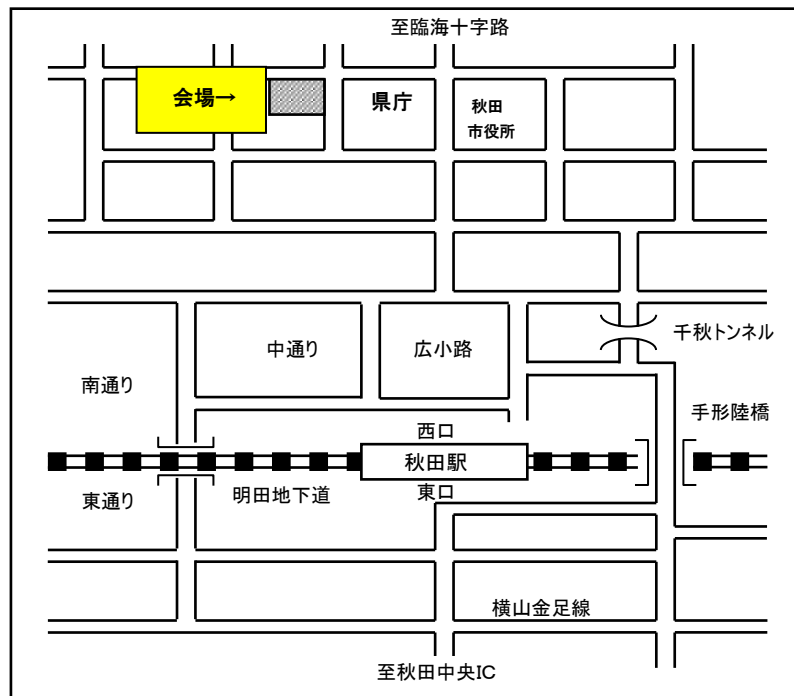 至臨海十字路
会場→
県庁
秋田
市役所
千秋トンネル
中通り
広小路
南通り
手形陸橋
西口
秋田駅
東口
東通り
明田地下道
横山金足線
至秋田中央IC